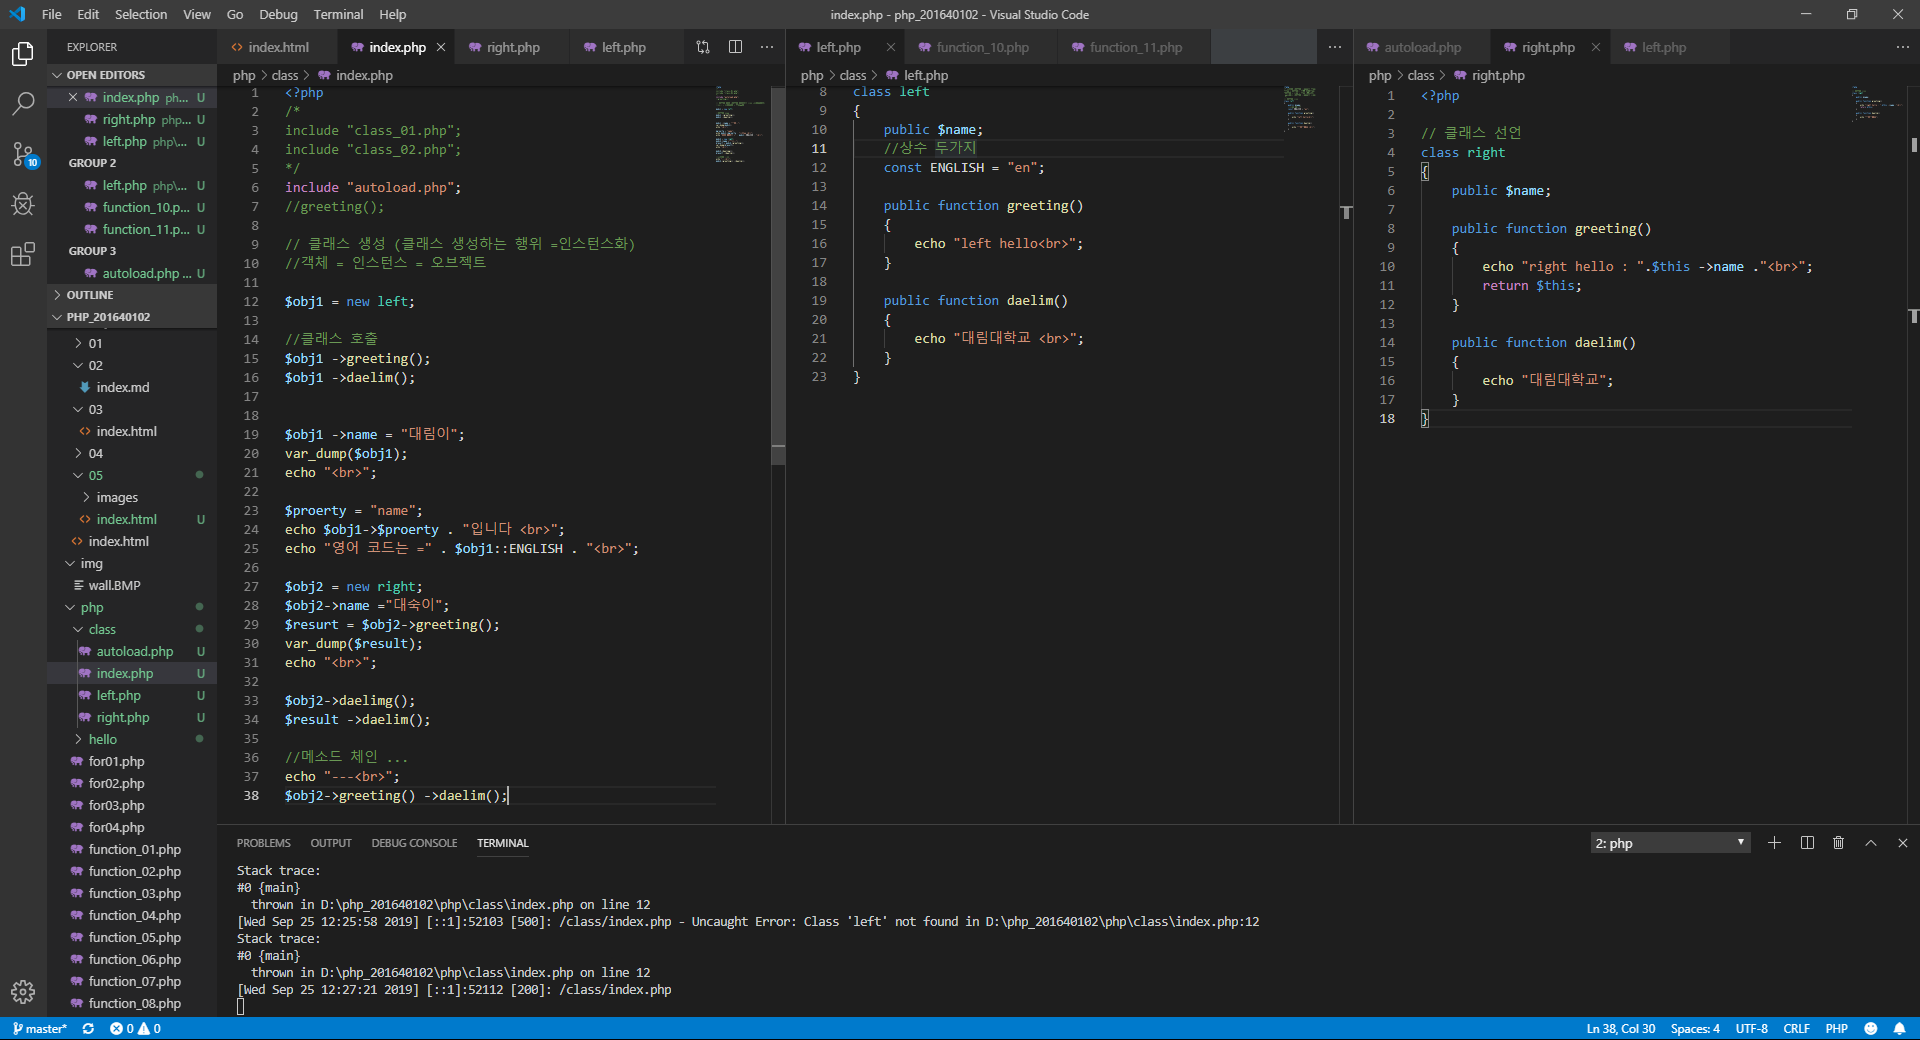 File Edit Selection View Go Debug Terminal Help
index.php - php_201640102 - Visual Studio Code
EXPLORER
OPEN EDITORS
index.php ph... U
right.php php... U
left.php php\... U
GROUP 2
left.php php\... U
function_10.p... U
function_11.p... U
GROUP 3
autoload.php ... U
OUTLINE
PHP_201640102
01
02
index.md
03
index.html
04
05
images
index.html U
index.html
img
wall.BMP
php
class
autoload.php U
index.php U
left.php U
right.php U
hello
for01.php
for02.php
for03.php
for04.php
function_01.php
function_02.php
function_03.php
function_04.php
function_05.php
function_06.php
function_07.php
function_08.php
10
index.html index.php right.php left.php
php > class > index.php
1 <?php
2 /*
3 include "class_01.php";
4 include "class_02.php";
5 */
6 include "autoload.php";
7 //greeting();
8
9 // 클래스 생성 (클래스 생성하는 행위 =인스턴스화)
10 //객체 = 인스턴스 = 오브젝트
11
12 $obj1 = new left;
13
14 //클래스 호출
15 $obj1 ->greeting();
16 $obj1 ->daelim();
17
18
19 $obj1 ->name = "대림이";
20 var_dump($obj1);
21 echo "<br>";
22
23 $proerty = "name";
24 echo $obj1->$proerty . "입니다 <br>";
25 echo "영어 코드는 =" . $obj1::ENGLISH . "<br>";
26
27 $obj2 = new right;
28 $obj2->name ="대숙이";
29 $resurt = $obj2->greeting();
30 var_dump($result);
31 echo "<br>";
32
33 $obj2->daelimg();
34 $result ->daelim();
35
36 //메소드 체인 ...
37 echo "---<br>";
38 $obj2->greeting() ->daelim();
left.php function_10.php function_11.php
php > class > left.php
8 class left
9 {
10 public $name;
11 //상수 두가지
12 const ENGLISH = "en";
13
14 public function greeting()
15 {
16 echo "left hello<br>";
17 }
18
19 public function daelim()
20 {
21 echo "대림대학교 <br>";
22 }
23 }
autoload.php right.php left.php
php > class > right.php
1 <?php
2
3 // 클래스 선언
4 class right
5 {
6 public $name;
7
8 public function greeting()
9 {
10 echo "right hello : ".$this ->name ."<br>";
11 return $this;
12 }
13
14 public function daelim()
15 {
16 echo "대림대학교";
17 }
18 }
PROBLEMS OUTPUT DEBUG CONSOLE TERMINAL
2: php
Stack trace:
#0 {main}
thrown in D:\php_201640102\php\class\index.php on line 12
[Wed Sep 25 12:25:58 2019] [::1]:52103 [500]: /class/index.php - Uncaught Error: Class 'left' not found in D:\php_201640102\php\class\index.php:12
Stack trace:
#0 {main}
thrown in D:\php_201640102\php\class\index.php on line 12
[Wed Sep 25 12:27:21 2019] [::1]:52112 [200]: /class/index.php
master* 0 0
Ln 38, Col 30 Spaces: 4 UTF-8 CRLF PHP